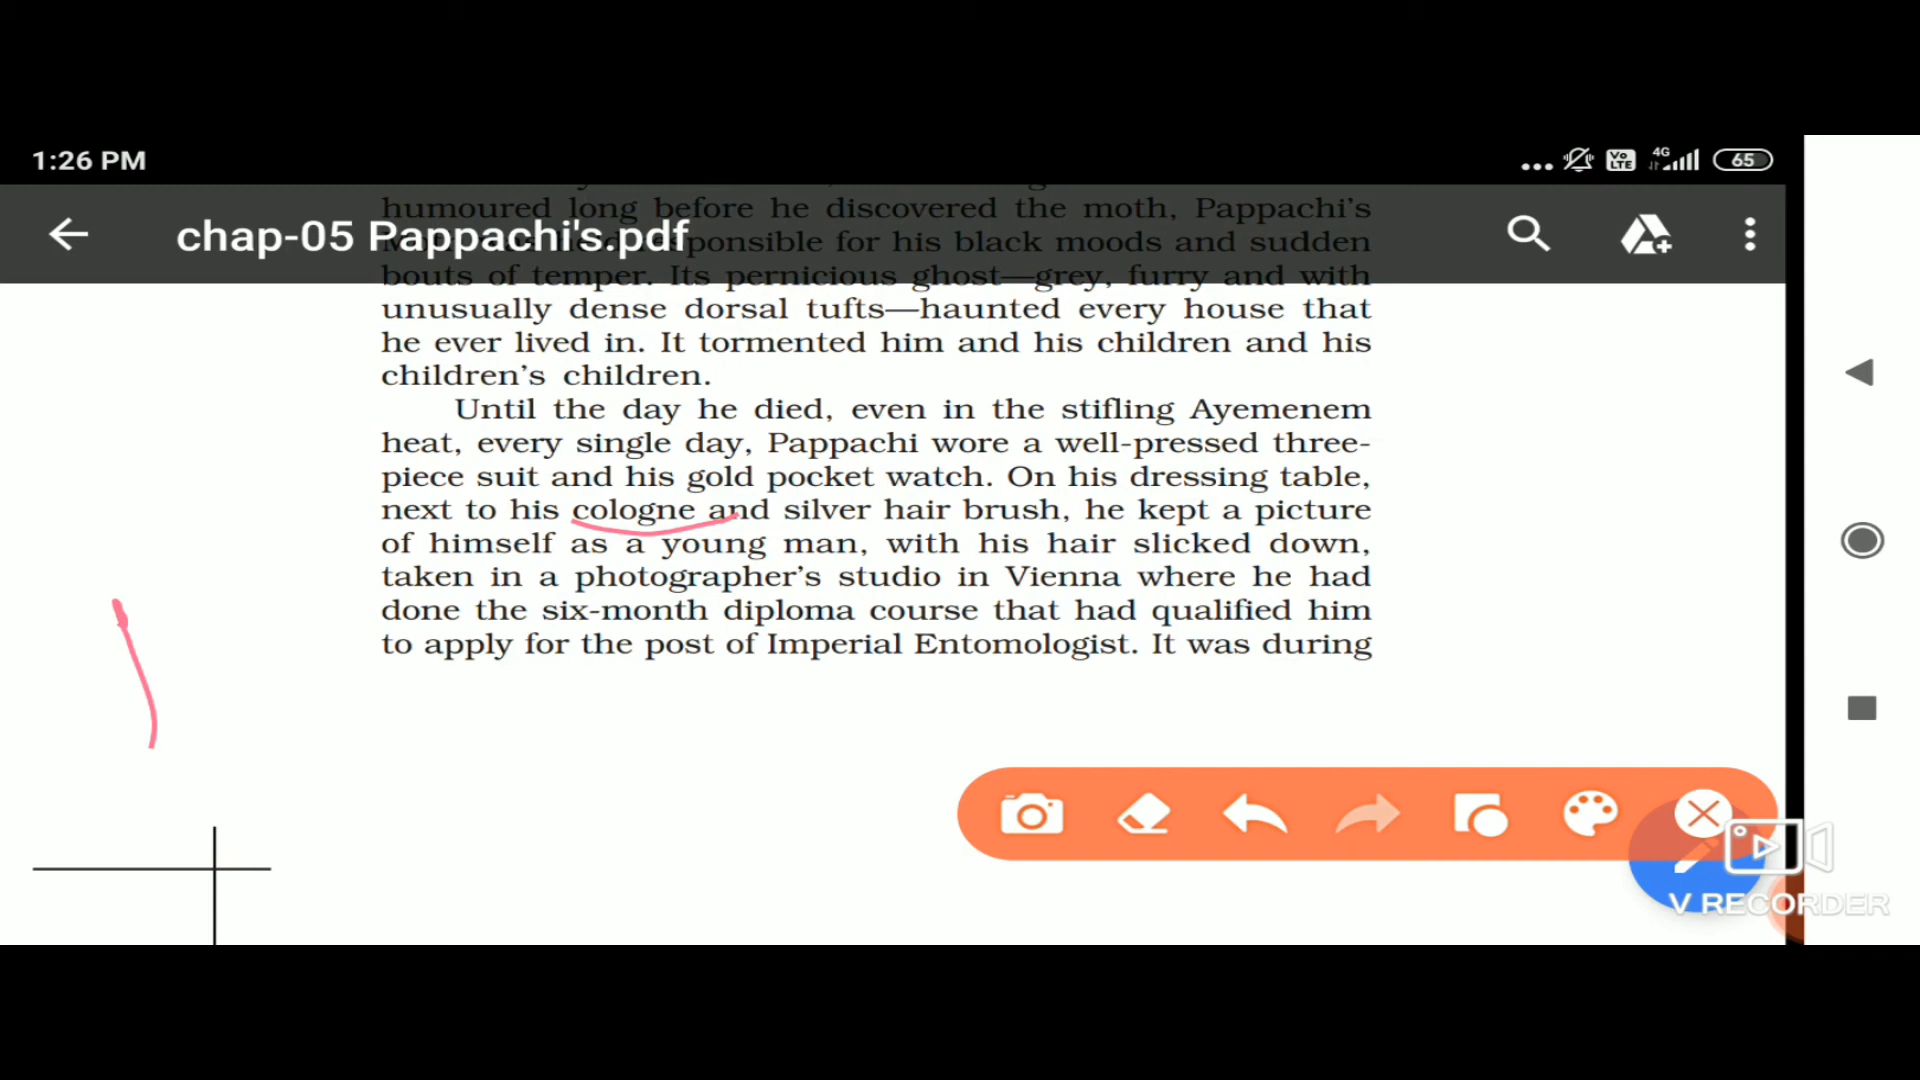 1:26 PM
4G
Vo
LTE
65
humoured long before he discovered the moth, Pappachi's
chap-05 Pappachi's.pdf
responsible for his black moods and sudden
bouts of temper. Its pernicious ghost—grey, furry and with
unusually dense dorsal tufts—haunted every house that
he ever lived in. It tormented him and his children and his
children's children.
Until the day he died, even in the stifling Ayemenem
heat, every single day, Pappachi wore a well-pressed three-
piece suit and his gold pocket watch. On his dressing table,
next to his cologne and silver hair brush, he kept a picture
of himself as a young man, with his hair slicked down,
taken in a photographer's studio in Vienna where he had
done the six-month diploma course that had qualified him
to apply for the post of Imperial Entomologist. It was during
V RECORDER